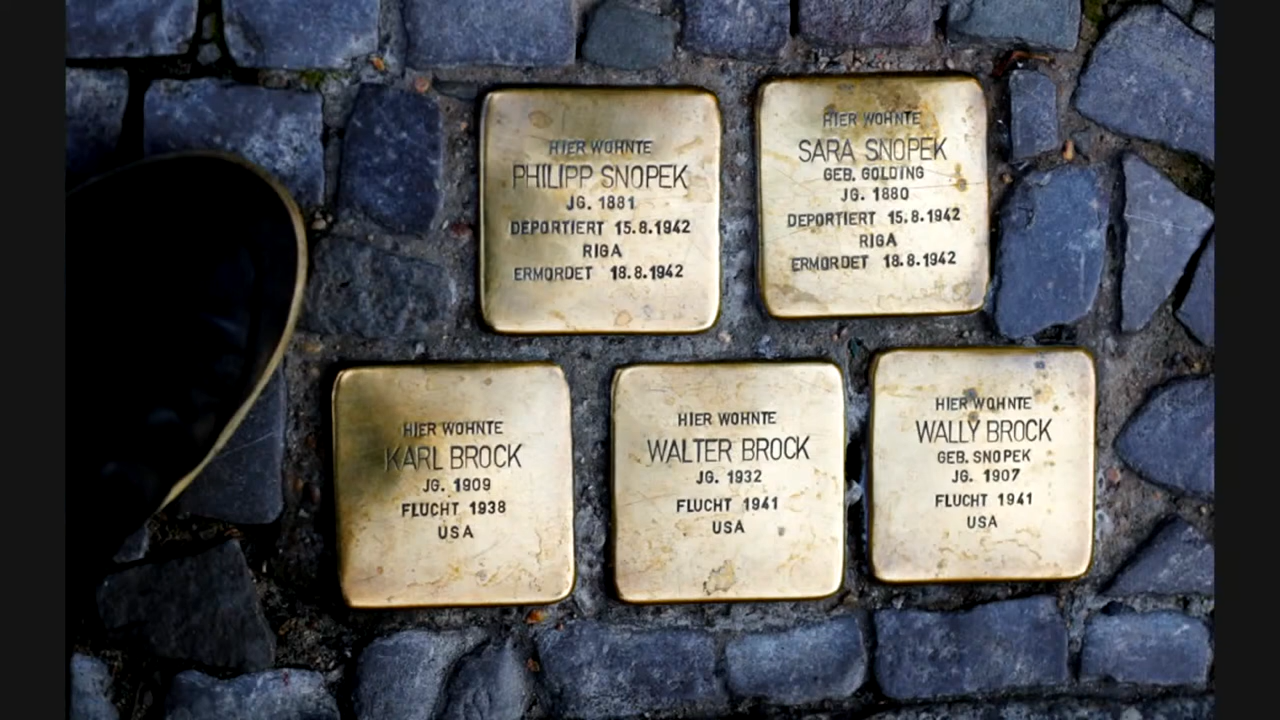 HIER WOHNTE
PHILIPP SNOPEK
JG. 1881
DEPORTIERT 15.8.1942
RIGA
ERMORDET 18.8.1942
HIER WOHNTE
SARA SNOPEK
GEB. GOLDING
JG. 1880
DEPORTIERT 15.8.1942
RIGA
ERMORDET 18.8.1942
HIER WOHNTE
KARL BROCK
JG. 1909
FLUCHT 1938
USA
HIER WOHNTE
WALTER BROCK
JG. 1932
FLUCHT 1941
USA
HIER WOHNTE
WALLY BROCK
GEB. SNOPEK
JG. 1907
FLUCHT 1941
USA